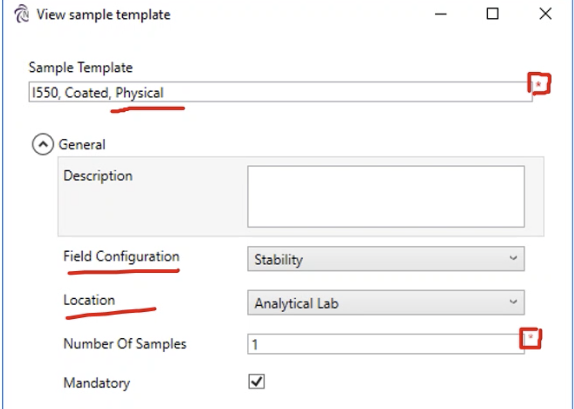 View sample template
Sample Template
I550, Coated, Physical *
General
Description
Field Configuration Stability
Location Analytical Lab
Number Of Samples 1 *
Mandatory